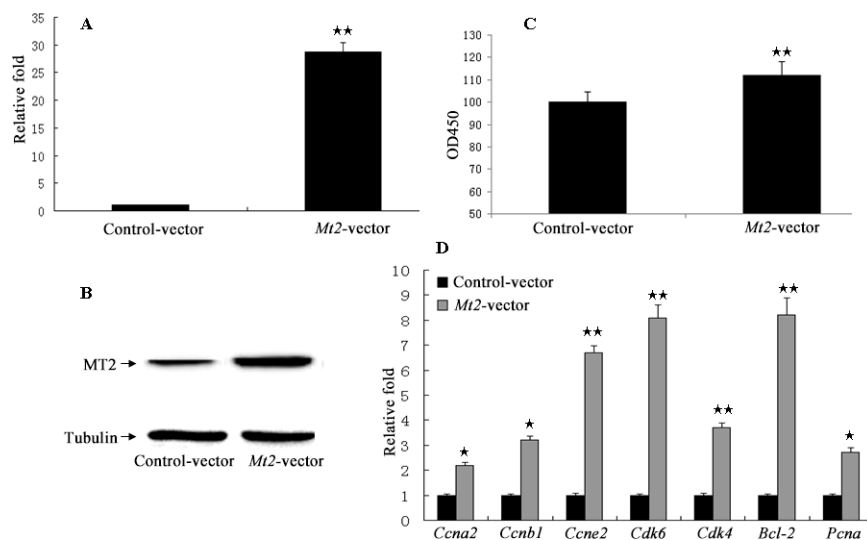 A
Relative fold
35
30
25
20
15
10
5
0
★★
Control-vector
Mt2-vector
C
OD450
130
120
110
100
90
80
70
60
50
★★
Control-vector
Mt2-vector
B
MT2
Tubulin
Control-vector
Mt2-vector
D
Control-vector
Mt2-vector
Relative fold
10
9
8
7
6
5
4
3
2
1
0
★
★
★★
★★
★★
★★
★
Ccna2
Ccnb1
Ccne2
Cdk6
Cdk4
Bcl-2
Pcna